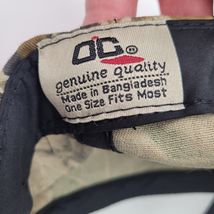 OC®
genuine quality
Made in Bangladesh
One Size Fits Most